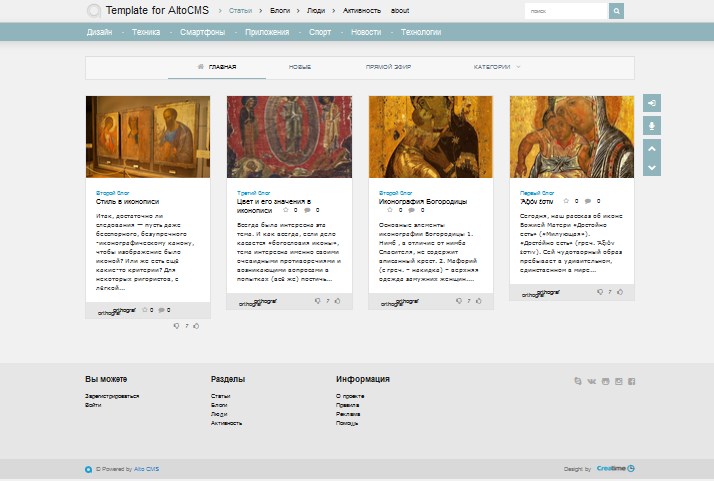 Template for AltoCMS
Статьи
Блоги
Люди
Активность
about
поиск
Дизайн - Техника - Смартфоны - Приложения - Спорт - Новости - Технологии
ГЛАВНАЯ
НОВЫЕ
ПРЯМОЙ ЭФИР
КАТЕГОРИИ
Второй блог
Стиль в иконописи
Итак, достаточно ли
следования — пусть даже
бесспорного, безупречного
-иконографическому канону,
чтобы изображение было
иконой? Или же есть ещё
какие-то критерии? Для
некоторых ригористов, с
лёгкой...
orthograf
orthograf
0
0
7
Третий блог
Цвет и его значения в
иконописи
0
0
Всегда была интересна эта
тема. И как всегда, если дело
касается «богословия иконы»,
тема интересна именно своими
очевидными противоречиями и
возникающими вопросами в
попытках (всё же) постичь...
orthograf
orthograf
7
Второй блог
Иконография Богородицы
0
0
Основные элементы
иконографии Богородицы 1.
Нимб , в отличие от нимба
Спасителя, не содержит
вписанный крест. 2. Мафорий
(с греч. – накидка) – верхняя
одежда замужних женщин....
orthograf
orthograf
7
Первый блог
Ἄξιόν ἐστιν
0
0
Сегодня, наш рассказ об иконе
Божией Матери «Достойно
есть» («Милующая»).
«Достойно есть» (греч. Ἄξιόν
ἐστιν). Сей чудотворный образ
пребывает в удивительном,
единственном в мире...
orthograf
orthograf
7
Вы можете
Зарегистрироваться
Войти
Разделы
Статьи
Блоги
Люди
Активность
Информация
О проекте
Правила
Реклама
Помощь
© Powered by Alto CMS
Design by Creatime